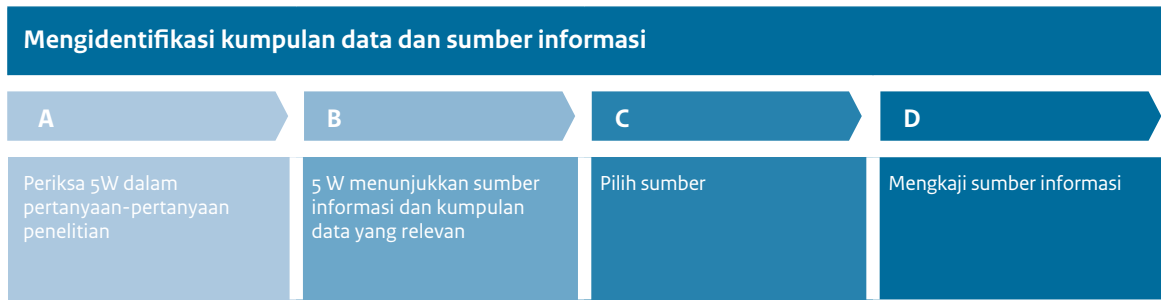 Mengidentifikasi kumpulan data dan sumber informasi
A
B
C
D
Periksa 5W dalam
pertanyaan-pertanyaan
penelitian
5 W menunjukkan sumber
informasi dan kumpulan
data yang relevan
Pilih sumber
Mengkaji sumber informasi